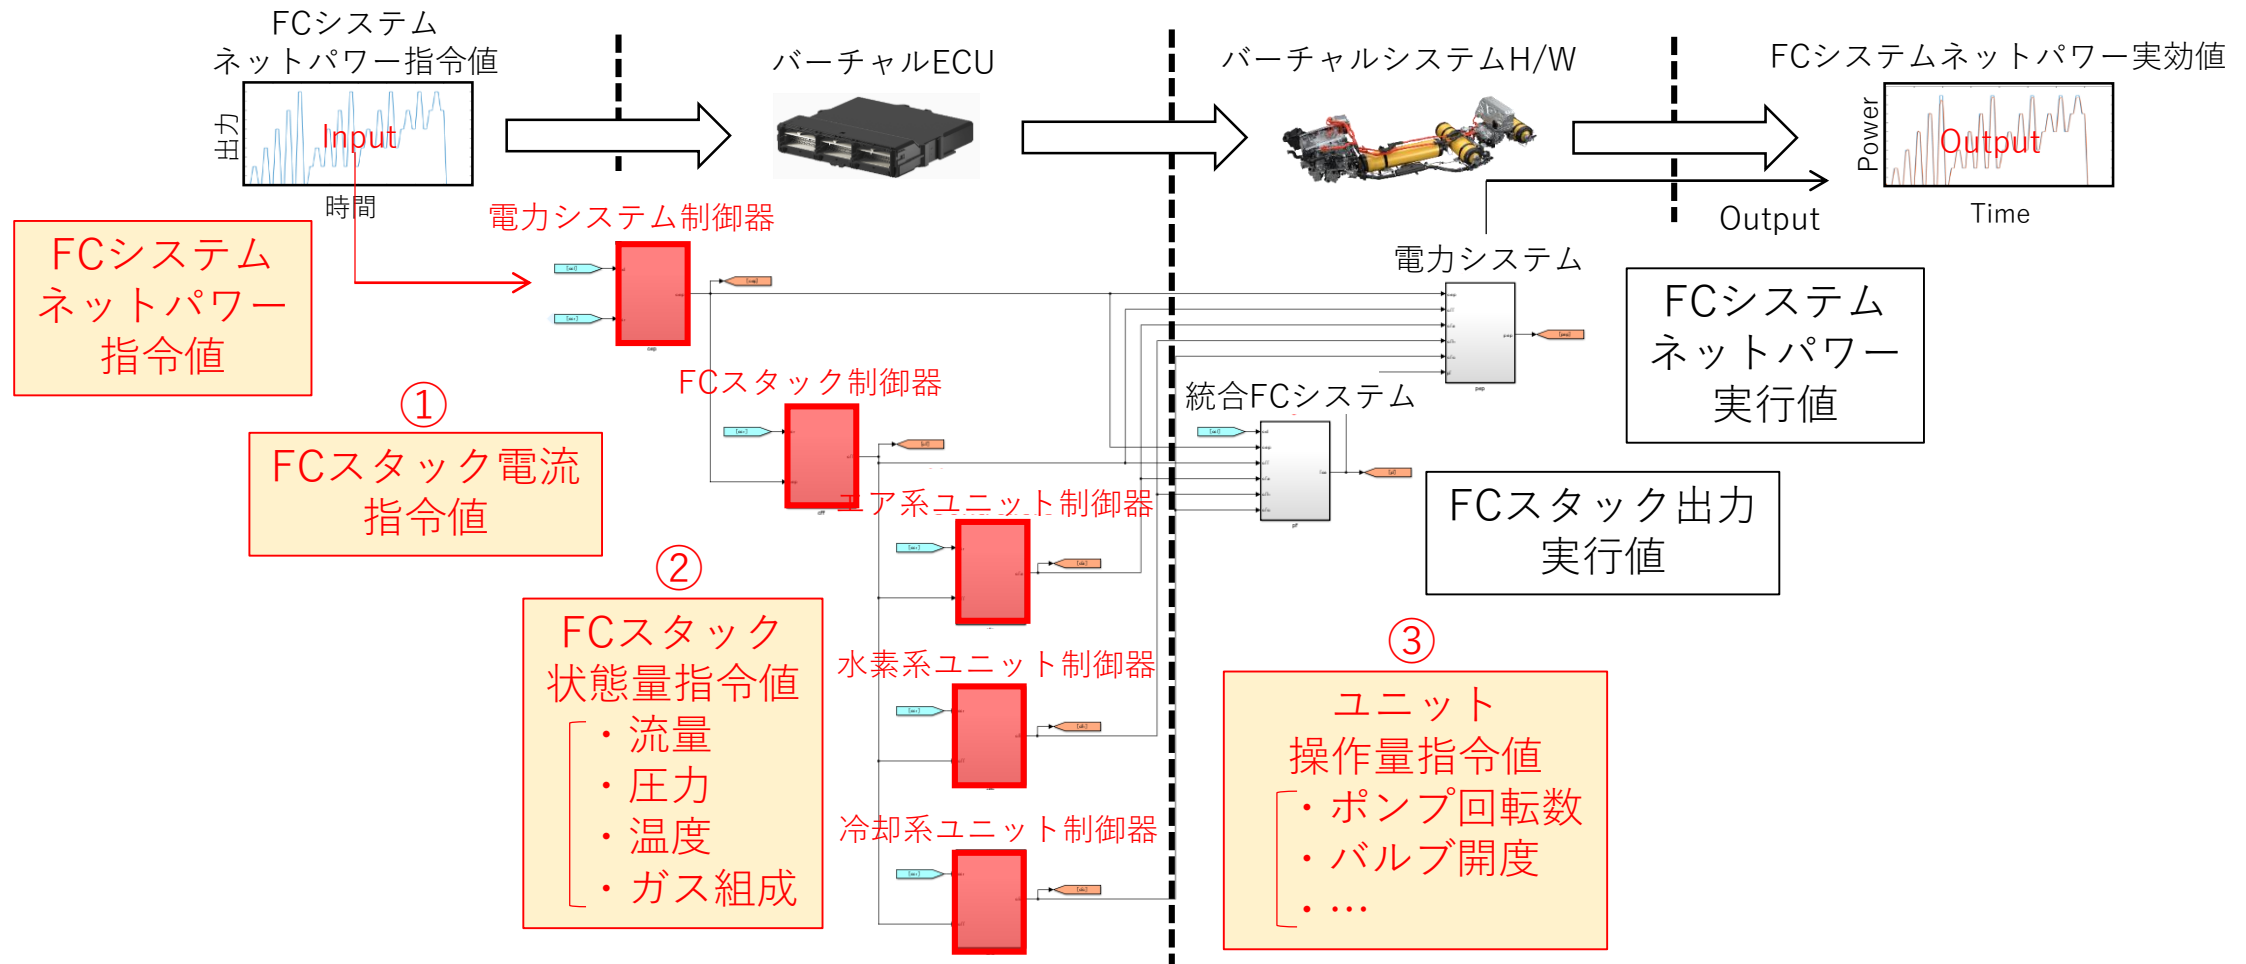 FCシステム
ネットパワー指令値
バーチャルECU
バーチャルシステムH/W
FCシステムネットパワー実効値
出力
Input
時間
Power
Output
Time
Output
電力システム制御器
FCシステム
ネットパワー
指令値
電力システム
FCシステム
ネットパワー
実行値
①
FCスタック電流
指令値
FCスタック制御器
統合FCシステム
FCスタック出力
実行値
②
FCスタック
状態量指令値
・流量
・圧力
・温度
・ガス組成
エア系ユニット制御器
水素系ユニット制御器
冷却系ユニット制御器
③
ユニット
操作量指令値
・ポンプ回転数
・バルブ開度
・…